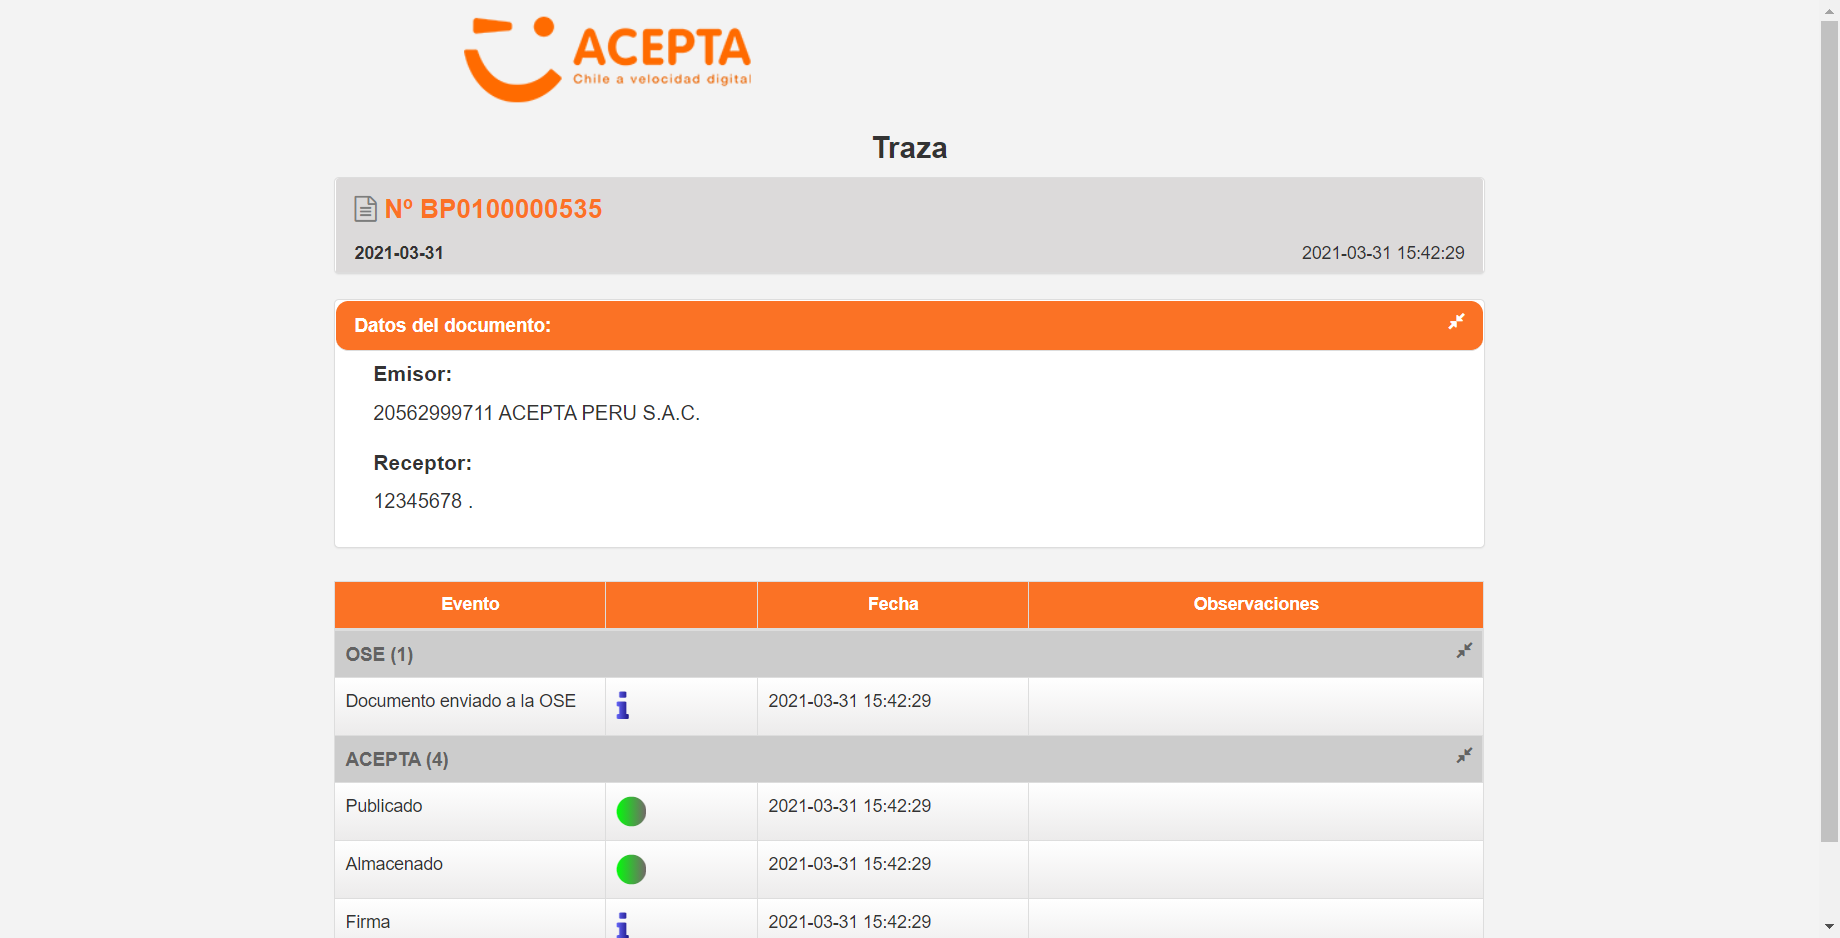 ACEPTA
Chile a velocidad digital
Traza
Nº BP0100000535
2021-03-31 2021-03-31 15:42:29
Datos del documento:
Emisor:
20562999711 ACEPTA PERU S.A.C.
Receptor:
12345678 .
Evento Fecha Observaciones
OSE (1)
Documento enviado a la OSE 2021-03-31 15:42:29
ACEPTA (4)
Publicado 2021-03-31 15:42:29
Almacenado 2021-03-31 15:42:29
Firma 2021-03-31 15:42:29